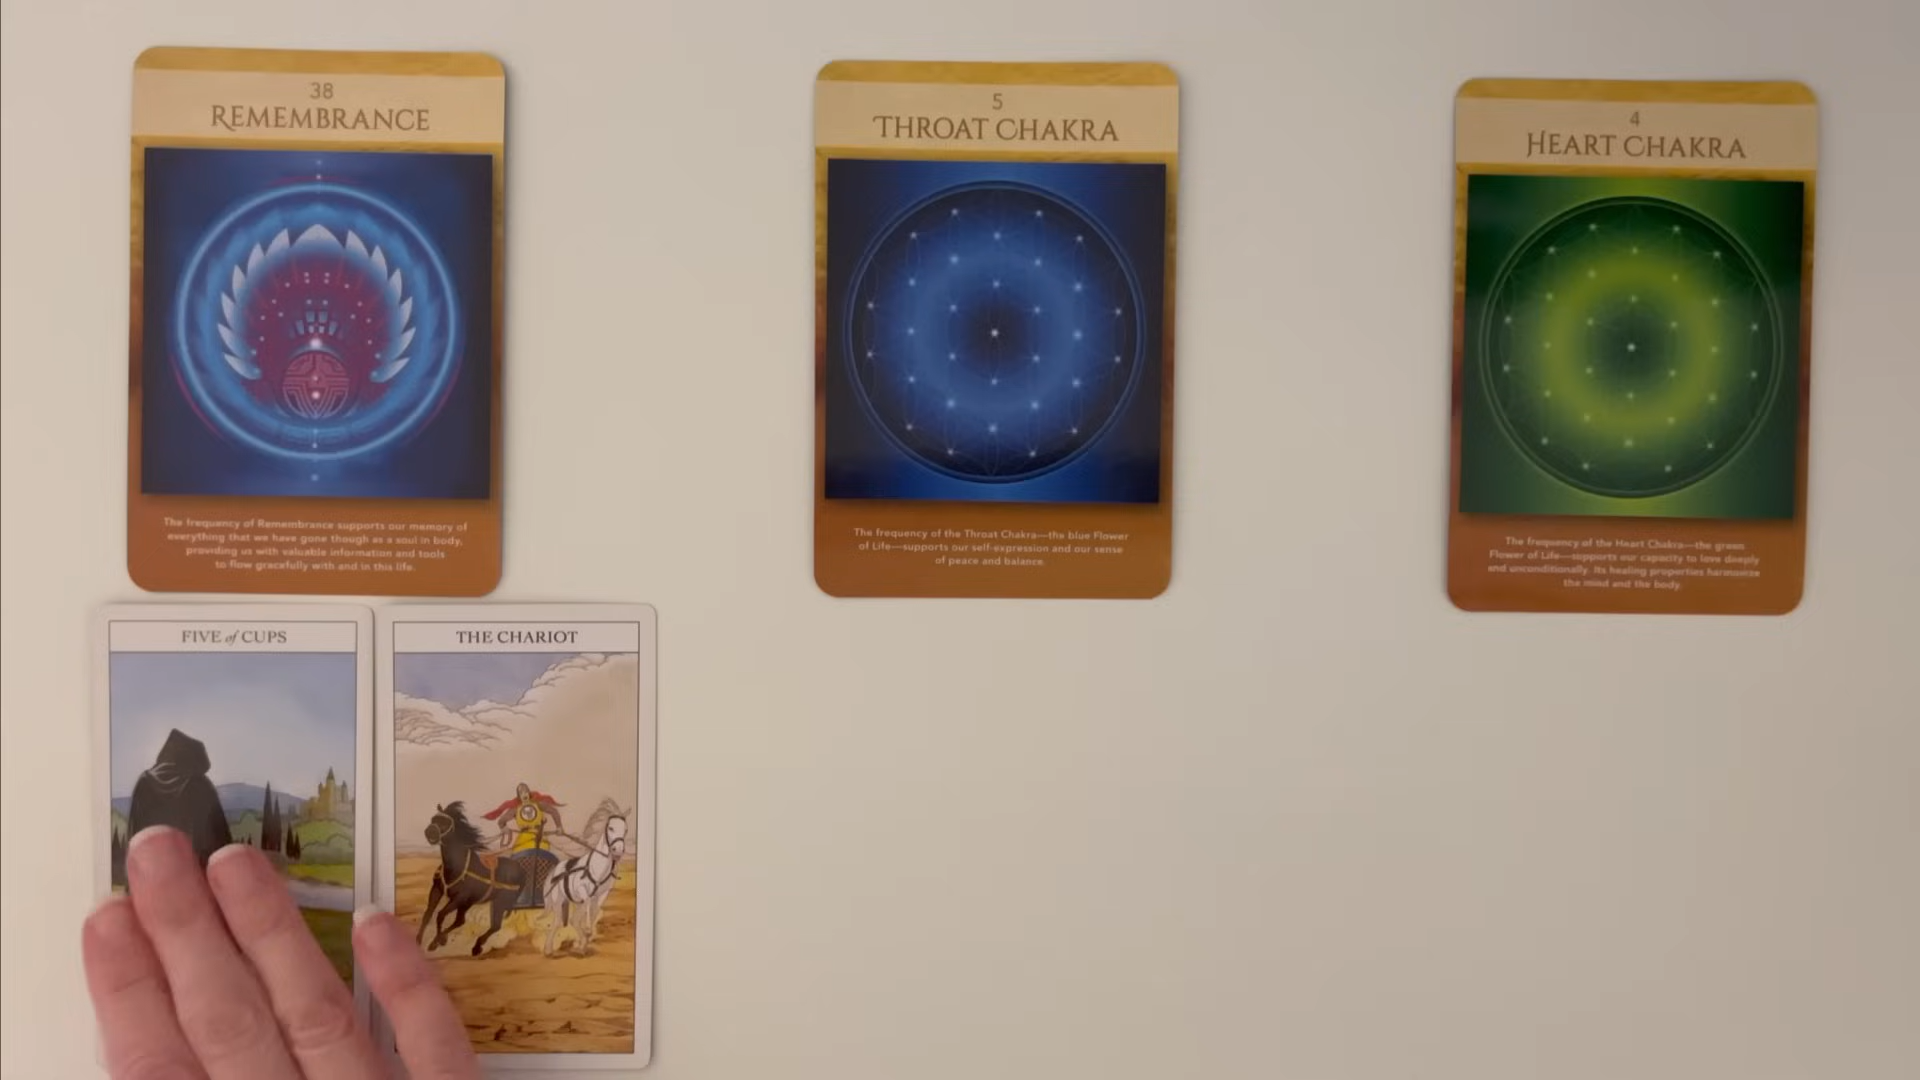 38
REMEMBRANCE
The frequency of Remembrance supports our memory of
everything that we have gone though as a soul in body,
providing us with valuable information and tools
to flow gracefully with and in this life.
5
THROAT CHAKRA
The frequency of the Throat Chakra—the blue Flower
of Life—supports our self-expression and our sense
of peace and balance.
4
HEART CHAKRA
The frequency of the Heart Chakra—the green
Flower of Life—supports our capacity to love deeply
and unconditionally. Its healing properties harmonize
the mind and the body.
FIVE of CUPS
THE CHARIOT